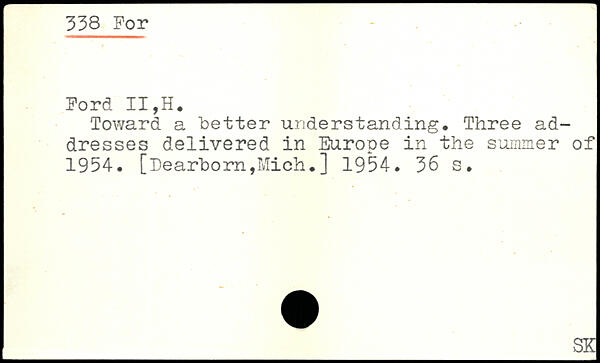 338 For
Ford II,H.
Toward a better understanding. Three ad-
dresses delivered in Europe in the summer of
1954. [Dearborn,Mich.] 1954. 36 s.
SK